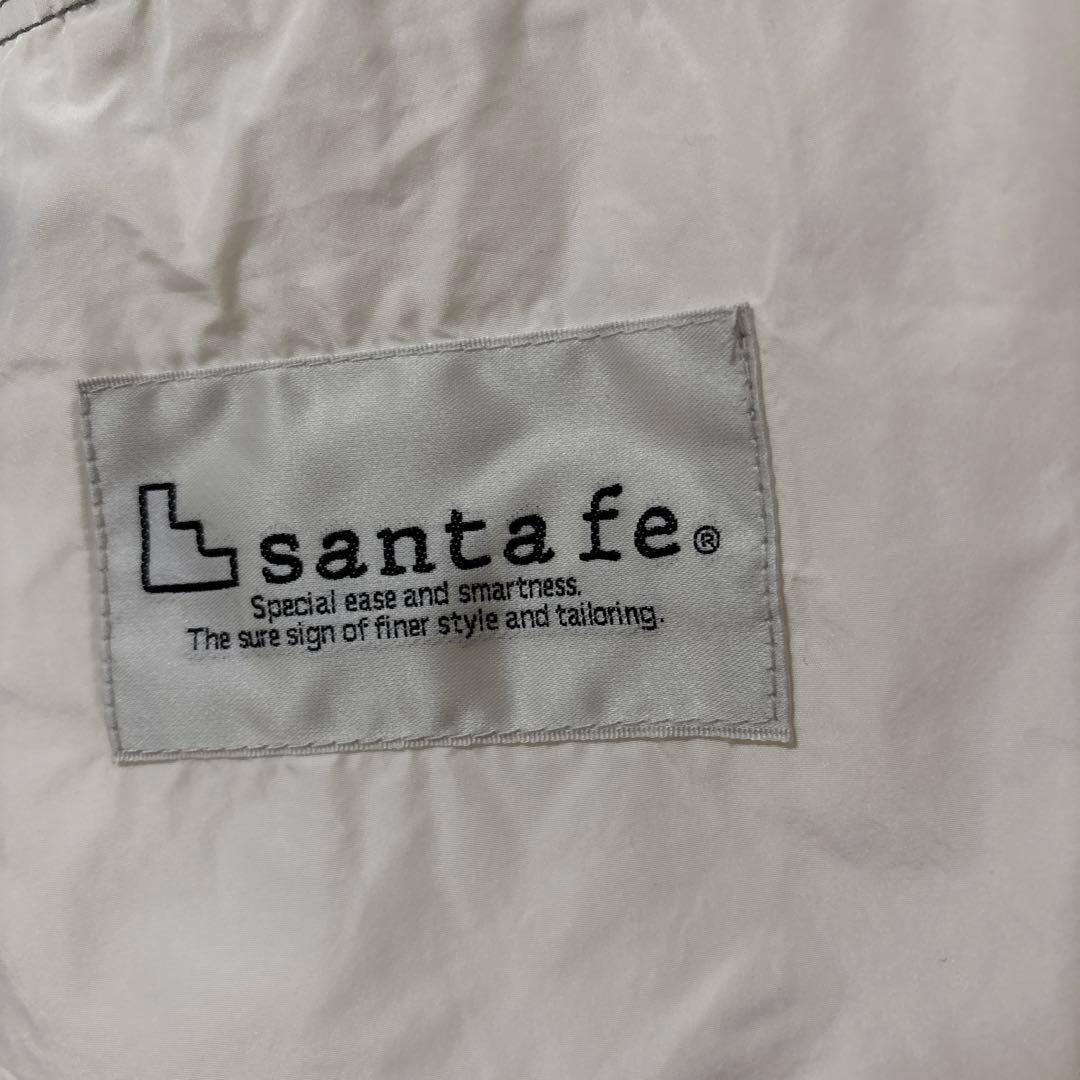 santa fe®
Special ease and smartness.
The sure sign of finer style and tailoring.